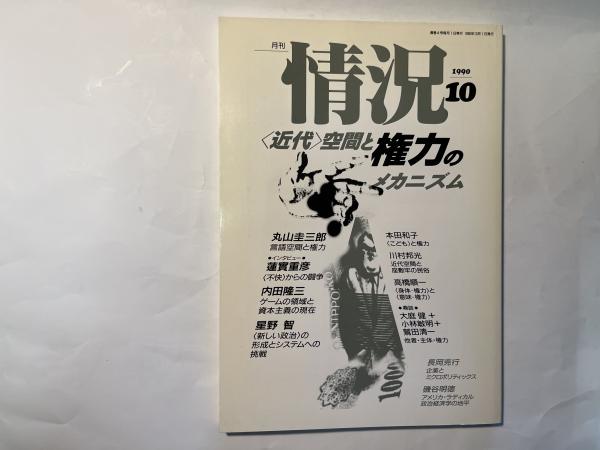 月刊
情況
1990
10
〈近代〉空間と
権力の
メカニズム
丸山圭三郎
言語空間と権力
●インタビュー●
蓮實重彦
〈不快〉からの闘争
内田隆三
ゲームの領域と
資本主義の現在
星野 智
〈新しい政治〉の
形成とシステムへの
挑戦
本田和子
〈こども〉と権力
川村邦光
近代空間と
座敷牢の民俗
高橋順一
〈身体・権力〉と
〈意味・権力〉
大庭 健+
小林敏明+
鷲田清一
他者・主体・権力
長岡克行
企業と
ミクロポリティックス
磯谷明徳
アメリカ・ラディカル
政治経済学の地平
NIPPON
1000